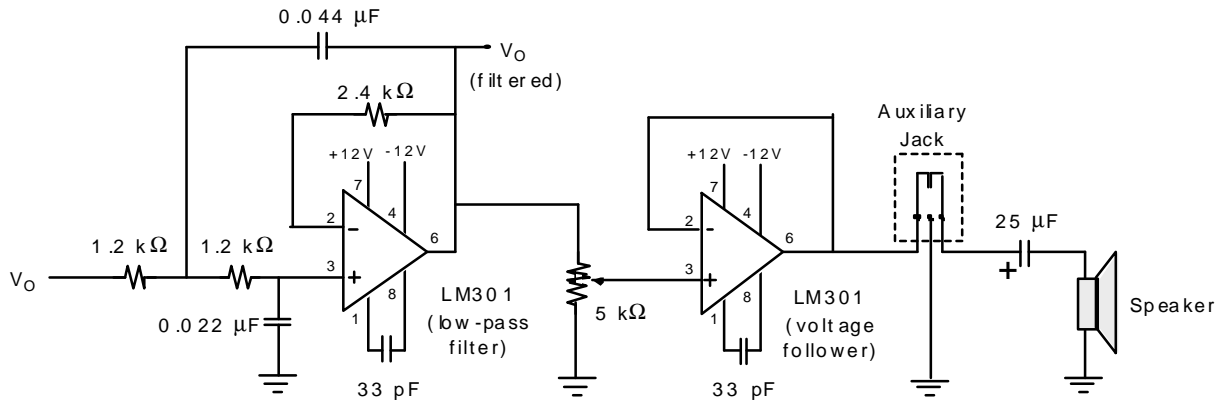 0.044 µF
V_O
(filtered)
2.4 kΩ
Auxiliary
Jack
+12V
-12V
+12V
-12V
7
4
7
4
2
-
6
2
-
6
25 µF
1.2 kΩ
1.2 kΩ
V_O
3
+
3
+
+
8
LM301
5 kΩ
8
LM301
Speaker
0.022 µF
1
(low-pass
filter)
1
(voltage
follower)
33 pF
33 pF